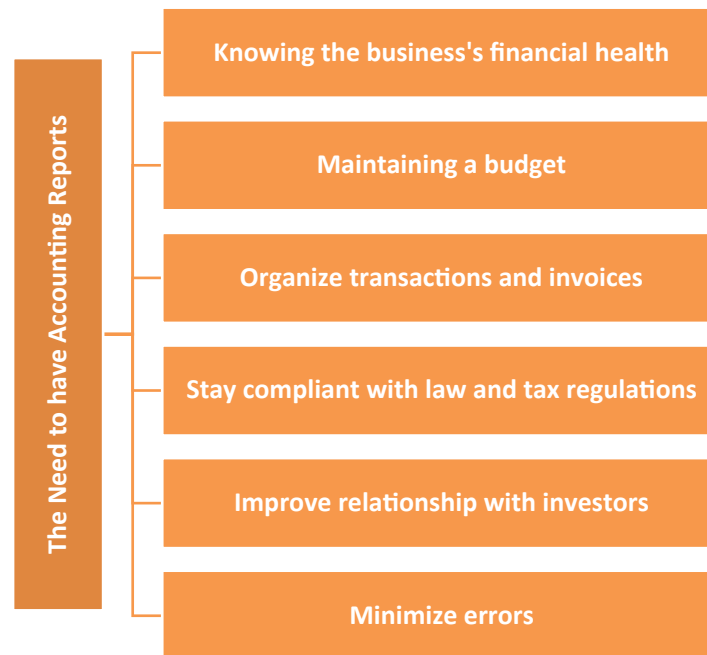 The Need to have Accounting Reports
Knowing the business's financial health
Maintaining a budget
Organize transactions and invoices
Stay compliant with law and tax regulations
Improve relationship with investors
Minimize errors